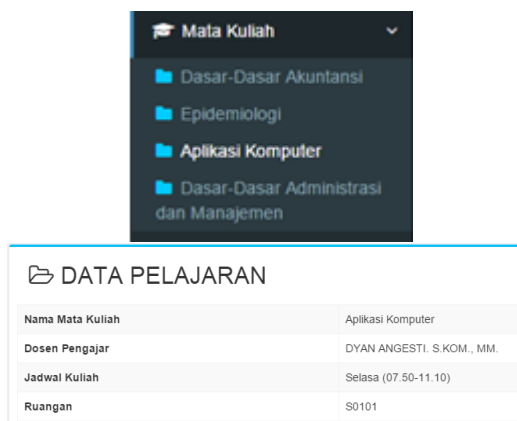 Mata Kuliah
Dasar-Dasar Akuntansi
Epidemiologi
Aplikasi Komputer
Dasar-Dasar Administrasi
dan Manajemen
DATA PELAJARAN
Nama Mata Kuliah Aplikasi Komputer
Dosen Pengajar DYAN ANGESTI. S.KOM., MM.
Jadwal Kuliah Selasa (07.50-11.10)
Ruangan S0101